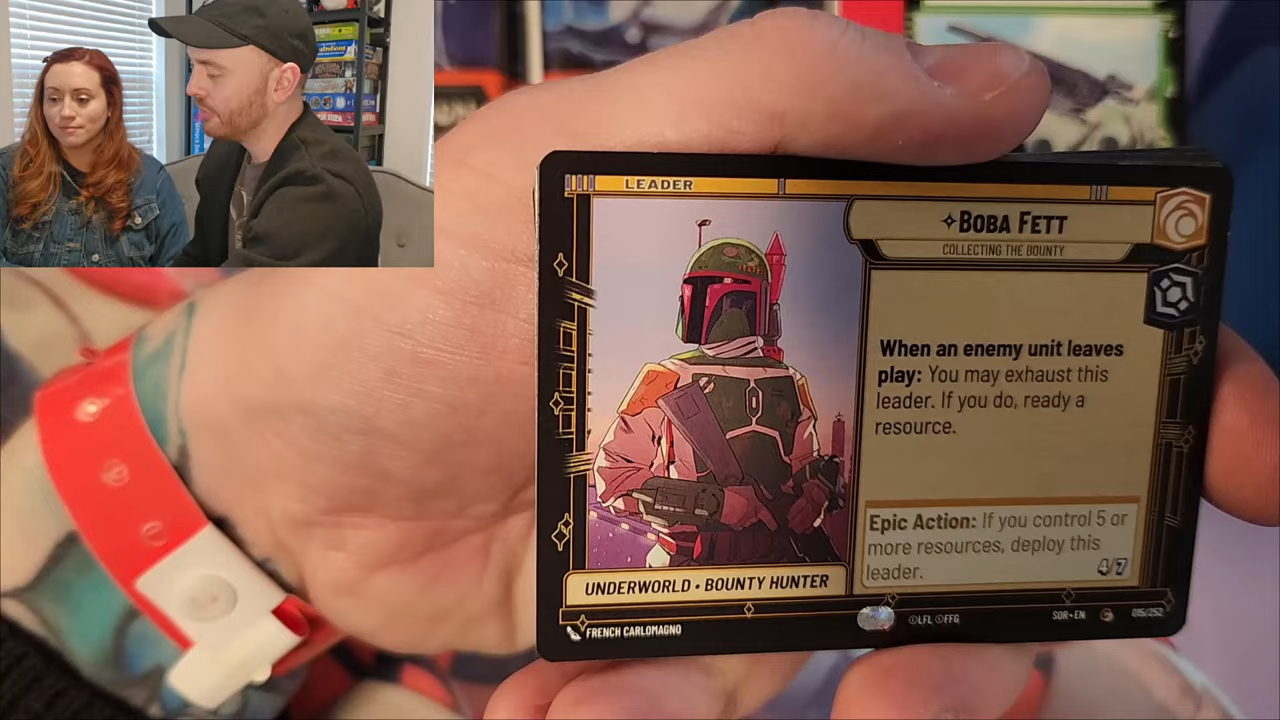 LEADER
BOBA FETT
COLLECTING THE BOUNTY
When an enemy unit leaves
play: You may exhaust this
leader. If you do, ready a
resource.
Epic Action: If you control 5 or
more resources, deploy this
leader.
4/7
UNDERWORLD • BOUNTY HUNTER
FRENCH CARLOMAGNO
©LFL ©FFG
SOR • EN
015/252